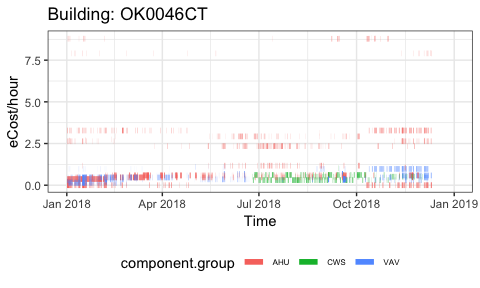 Building: OK0046CT
eCost/hour
7.5
5.0
2.5
0.0
Jan 2018 Apr 2018 Jul 2018 Oct 2018 Jan 2019
Time
component.group AHU CWS VAV